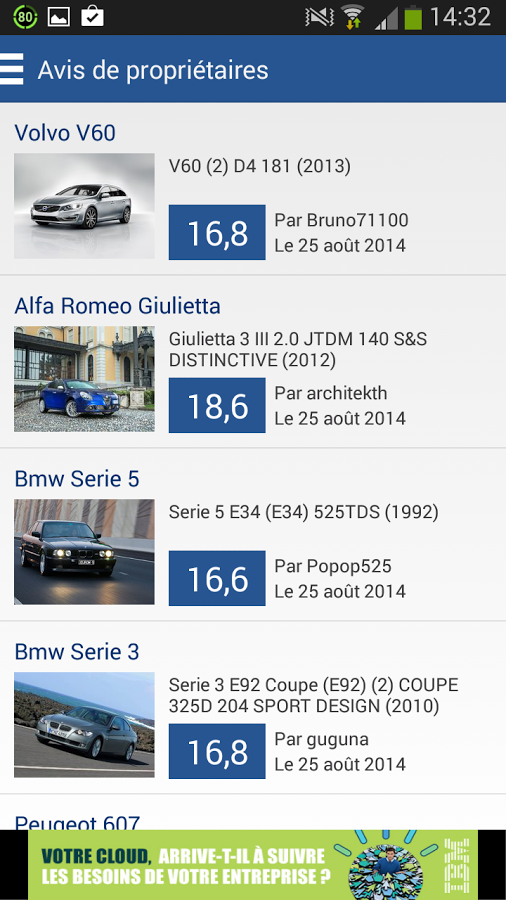 80
14:32
Avis de propriétaires
Volvo V60
V60 (2) D4 181 (2013)
16,8
Par Bruno71100
Le 25 août 2014
Alfa Romeo Giulietta
Giulietta 3 III 2.0 JTDM 140 S&S
DISTINCTIVE (2012)
18,6
Par architekth
Le 25 août 2014
Bmw Serie 5
Serie 5 E34 (E34) 525TDS (1992)
16,6
Par Popop525
Le 25 août 2014
Bmw Serie 3
Serie 3 E92 Coupe (E92) (2) COUPE
325D 204 SPORT DESIGN (2010)
16,8
Par guguna
Le 25 août 2014
Peugeot 607
VOTRE CLOUD, ARRIVE-T-IL À SUIVRE
LES BESOINS DE VOTRE ENTREPRISE ?
IBM